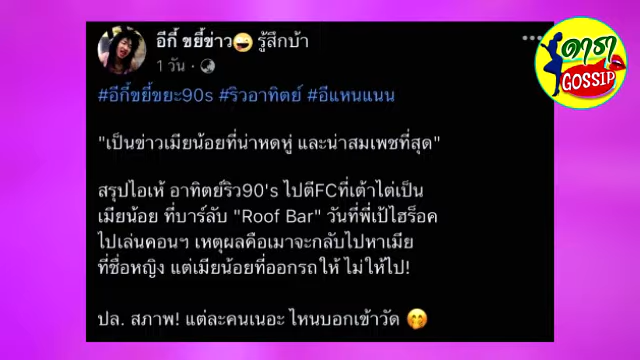 อีกี้ ขยี้ข่าว🤪 รู้สึกบ้า
1 วัน ·
ดารา
GOSSIP
#อีกี้ขยี้ขยะ90s #ริวอาทิตย์ #อีแหนแนน
"เป็นข่าวเมียน้อยที่น่าหดหู่ และน่าสมเพชที่สุด"
สรุปไอเห้ อาทิตย์ริว90's ไปตีFCที่เต้าไต่เป็น
เมียน้อย ที่บาร์ลับ "Roof Bar" วันที่พี่เป้ไฮร็อค
ไปเล่นคอนฯ เหตุผลคือเมาจะกลับไปหาเมีย
ที่ชื่อหญิง แต่เมียน้อยที่ออกรถให้ ไม่ให้ไป!
ปล. สภาพ! แต่ละคนเนอะ ไหนบอกเข้าวัด 🤭